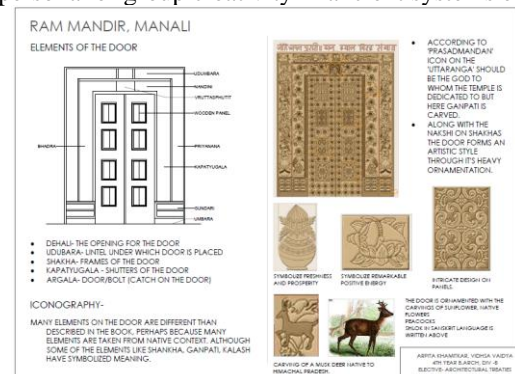 RAM MANDIR, MANALI
ELEMENTS OF THE DOOR
UDUMBARA
NANDINI
WOODEN PANEL
BHADRA
KAPATYUGALA
SUNDARI
UMBARA
• DEHALI- THE OPENING FOR THE DOOR
• UDUBARA- LINTEL UNDER WHICH DOOR IS PLACED
• SHAKHA- FRAMES OF THE DOOR
• KAPATYUGALA - SHUTTERS OF THE DOOR
• ARGALA- DOOR/BOLT (CATCH ON THE DOOR)
ICONOGRAPHY-
MANY ELEMENTS ON THE DOOR ARE DIFFERENT THAN
DESCRIBED IN THE BOOK, PERHAPS BECAUSE MANY
ELEMENTS ARE TAKEN FROM NATIVE CONTEXT. ALTHOUGH
SOME OF THE ELEMENTS LIKE SHANKHA, GANPATI, KALASH
HAVE SYMBOLIZED MEANING.
• ACCORDING TO
'PRASADMANDAN'
ICON ON THE
'UTTARANGA' SHOULD
BE THE GOD TO
WHOM THE TEMPLE IS
DEDICATED TO BUT
HERE GANPATI IS
CARVED.
• ALONG WITH THE
NAKSHI ON SHAKHAS
THE DOOR FORMS AN
ARTISTIC STYLE
THROUGH IT'S HEAVY
ORNAMENTATION.
SYMBOLIZE FRESHNESS
AND PROSPERITY
SYMBOLIZE REMARKABLE
POSITIVE ENERGY
INTRICATE DESIGN ON
PANELS.
CARVING OF A MUSK DEER NATIVE TO
HIMACHAL PRADESH.
THE DOOR IS ORNAMENTED WITH THE
CARVINGS OF SUNFLOWER, NATIVE
FLOWERS
PEACOCKS
SHLOK IN SANSKRIT LANGUAGE IS
WRITTEN ABOVE
ARPITA KHAMITKAR, VIDHSA VAIDYA
4TH YEAR B.ARCH, DIV -B
ELECTIVE- ARCHITECTURAL TREATIES